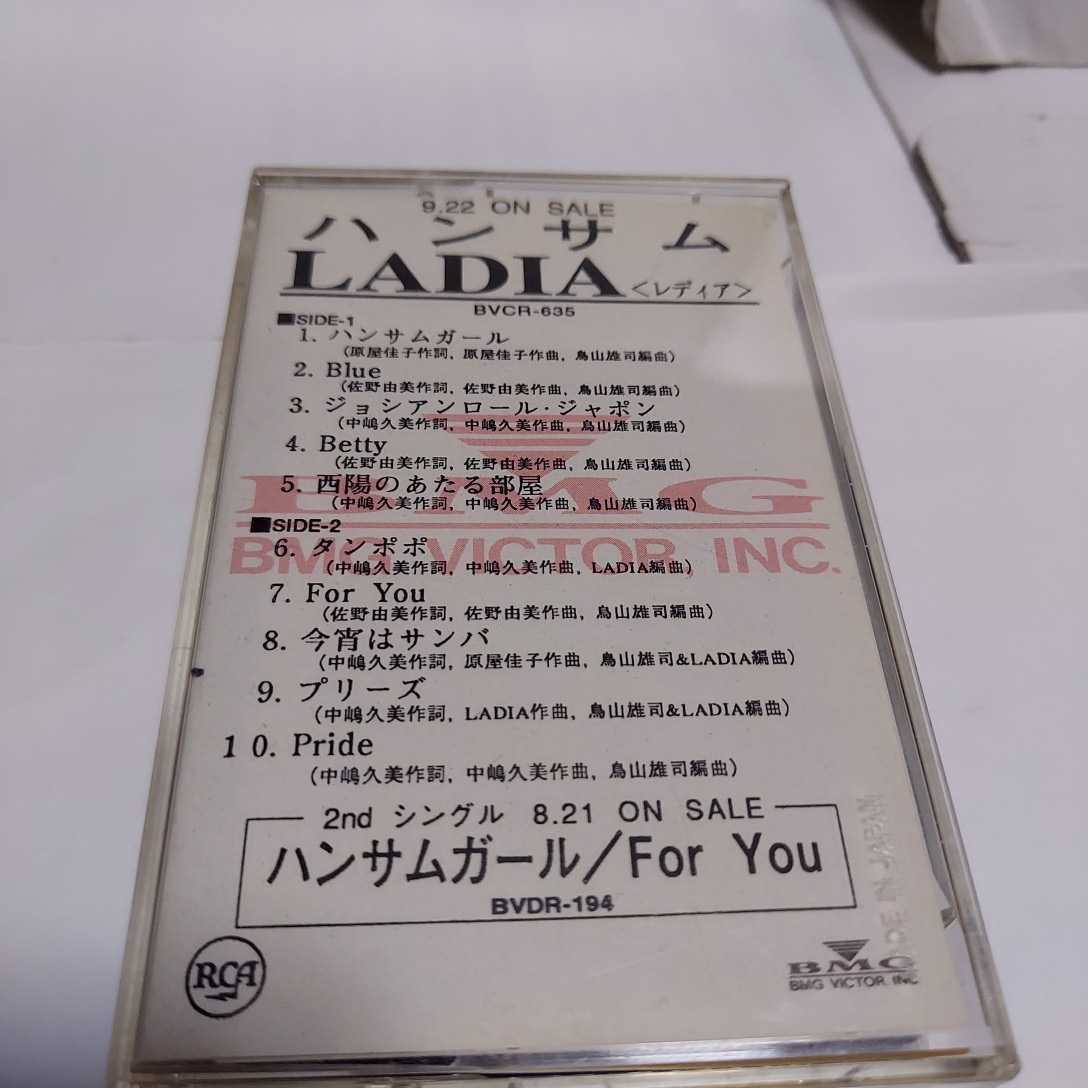 9.22 ON SALE
ハンサム
LADIA<レディア>
BVCR-635
■SIDE-1
1. ハンサムガール
(原屋佳子作詞, 原屋佳子作曲, 鳥山雄司編曲)
2. Blue
(佐野由美作詞, 佐野由美作曲, 鳥山雄司編曲)
3. ジョシアンロール・ジャポン
(中嶋久美作詞, 中嶋久美作曲, 鳥山雄司編曲)
4. Betty
(佐野由美作詞, 佐野由美作曲, 鳥山雄司編曲)
5. 西陽のあたる部屋
(中嶋久美作詞, 中嶋久美作曲, 鳥山雄司編曲)
BMG
■SIDE-2
BMG VICTOR, INC.
6. タンポポ
(中嶋久美作詞, 中嶋久美作曲, LADIA編曲)
7. For You
(佐野由美作詞, 佐野由美作曲, 鳥山雄司編曲)
8. 今宵はサンバ
(中嶋久美作詞, 原屋佳子作曲, 鳥山雄司&LADIA編曲)
9. プリーズ
(中嶋久美作詞, LADIA作曲, 鳥山雄司&LADIA編曲)
10. Pride
(中嶋久美作詞, 中嶋久美作曲, 鳥山雄司編曲)
2nd シングル 8.21 ON SALE
ハンサムガール/For You
BVDR-194
MADE IN JAPAN
RCA
BMG
BMG VICTOR, INC.